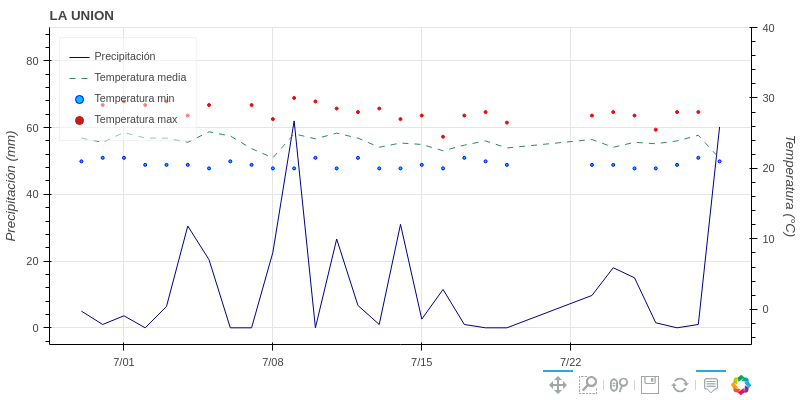 LA UNION
Precipitación
Temperatura media
Temperatura min
Temperatura max
Precipitación (mm)
80
60
40
20
0
Temperatura (°C)
40
30
20
10
0
7/01
7/08
7/15
7/22